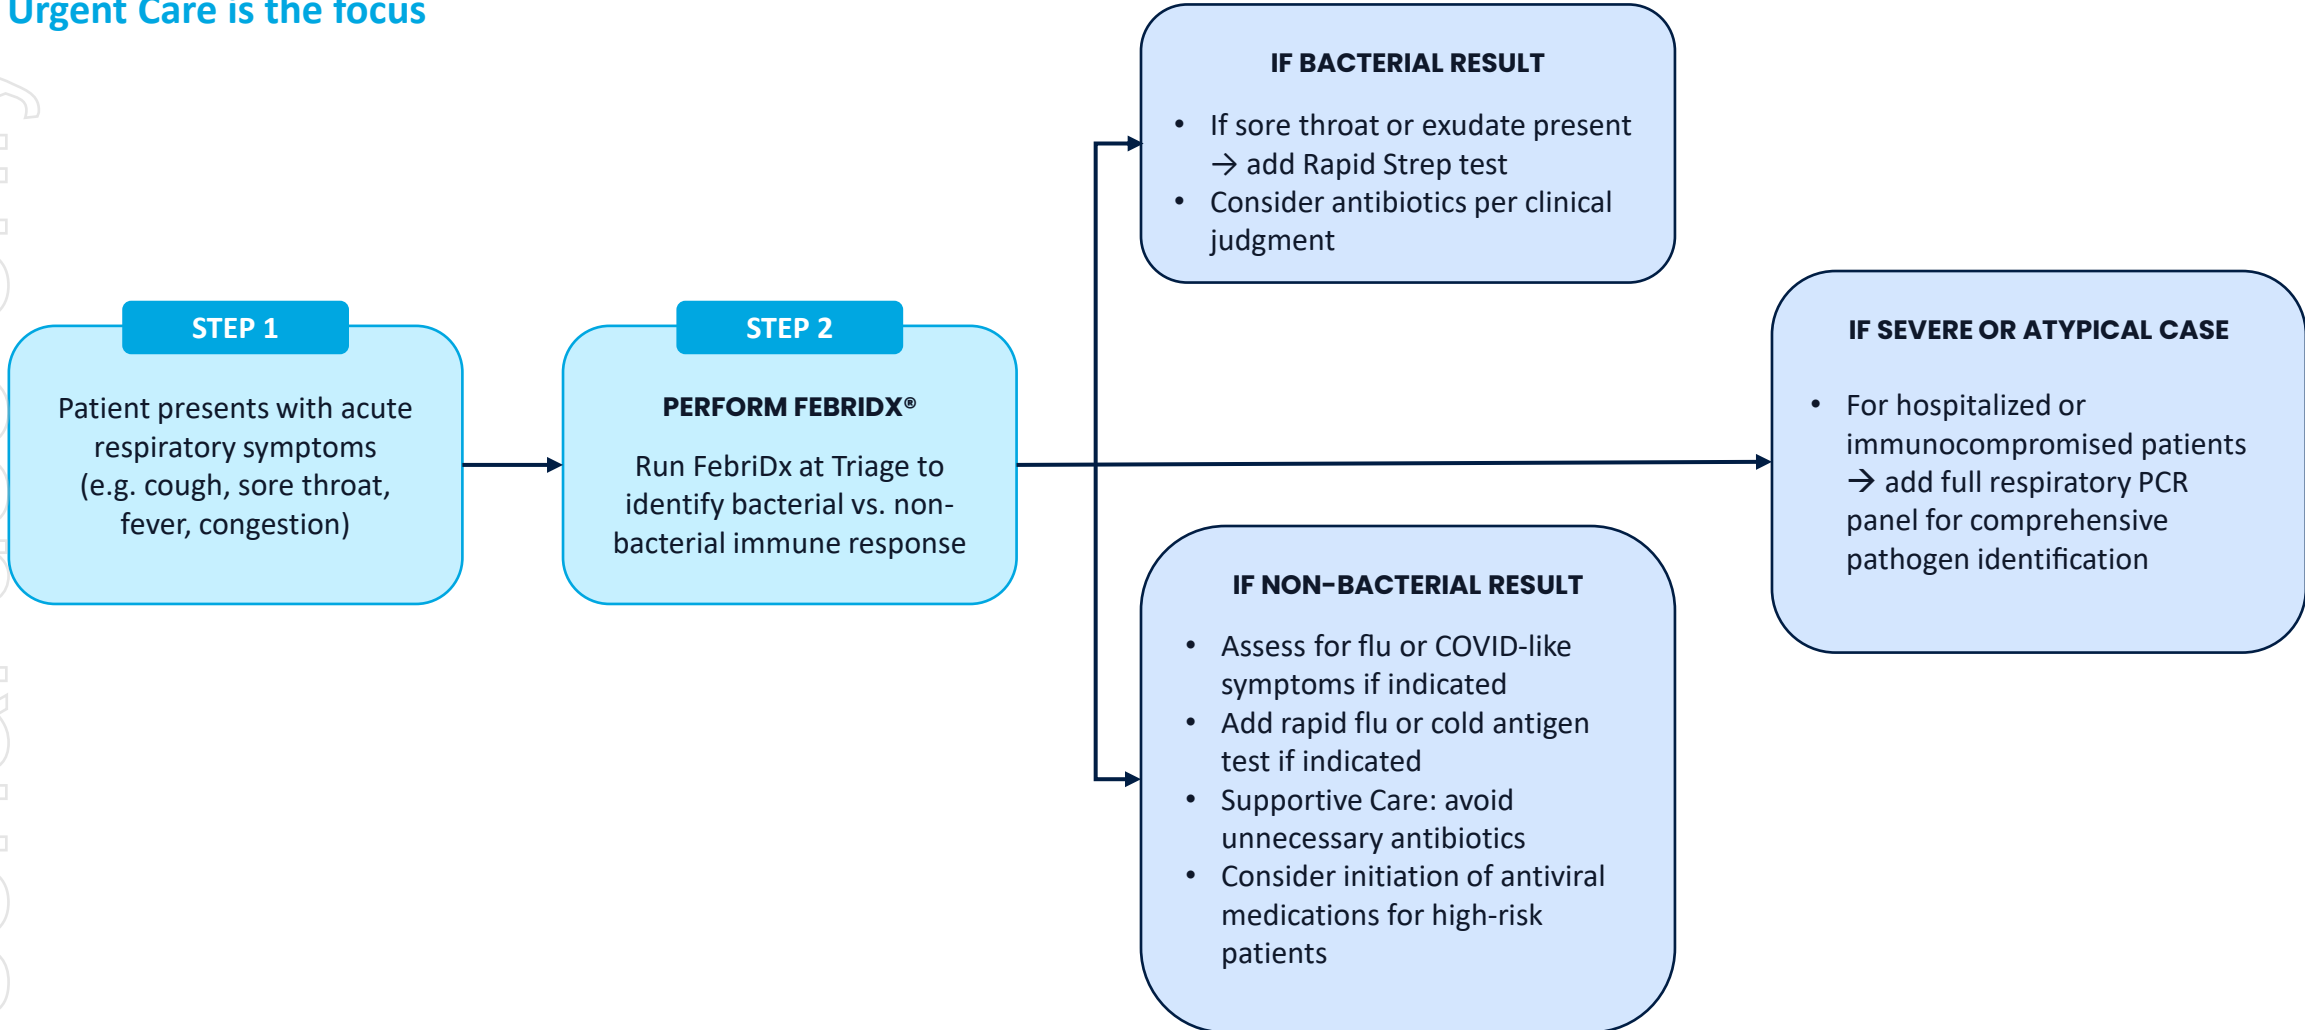 Urgent Care is the focus
STEP 1
Patient presents with acute
respiratory symptoms
(e.g. cough, sore throat,
fever, congestion)
STEP 2
PERFORM FEBRIDX®
Run FebriDx at Triage to
identify bacterial vs. non-
bacterial immune response
IF BACTERIAL RESULT
• If sore throat or exudate present
→ add Rapid Strep test
• Consider antibiotics per clinical
judgment
IF NON-BACTERIAL RESULT
• Assess for flu or COVID-like
symptoms if indicated
• Add rapid flu or cold antigen
test if indicated
• Supportive Care: avoid
unnecessary antibiotics
• Consider initiation of antiviral
medications for high-risk
patients
IF SEVERE OR ATYPICAL CASE
• For hospitalized or
immunocompromised patients
→ add full respiratory PCR
panel for comprehensive
pathogen identification